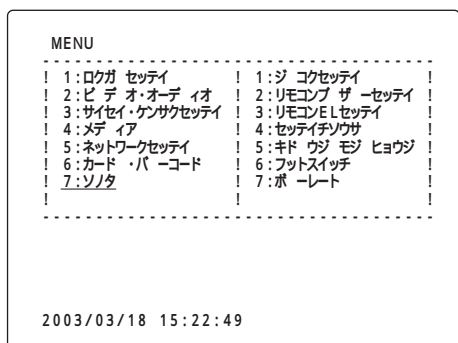 MENU
! 1:ロクガ セッテイ ! 1:ジ コクセッテイ !
! 2:ビ デ オ・オーデ ィオ ! 2:リモコンブ ザ ーセッテイ !
! 3:サイセイ・ケンサクセッテイ ! 3:リモコンELセッテイ !
! 4:メデ ィア ! 4:セッテイチソウサ !
! 5:ネットワークセッテイ ! 5:キド ウジ モジ ヒョウジ !
! 6:カード ・バ ーコード ! 6:フットスイッチ !
! 7:ソノタ ! 7:ボ ーレート !
! ! !
2003/03/18 15:22:49